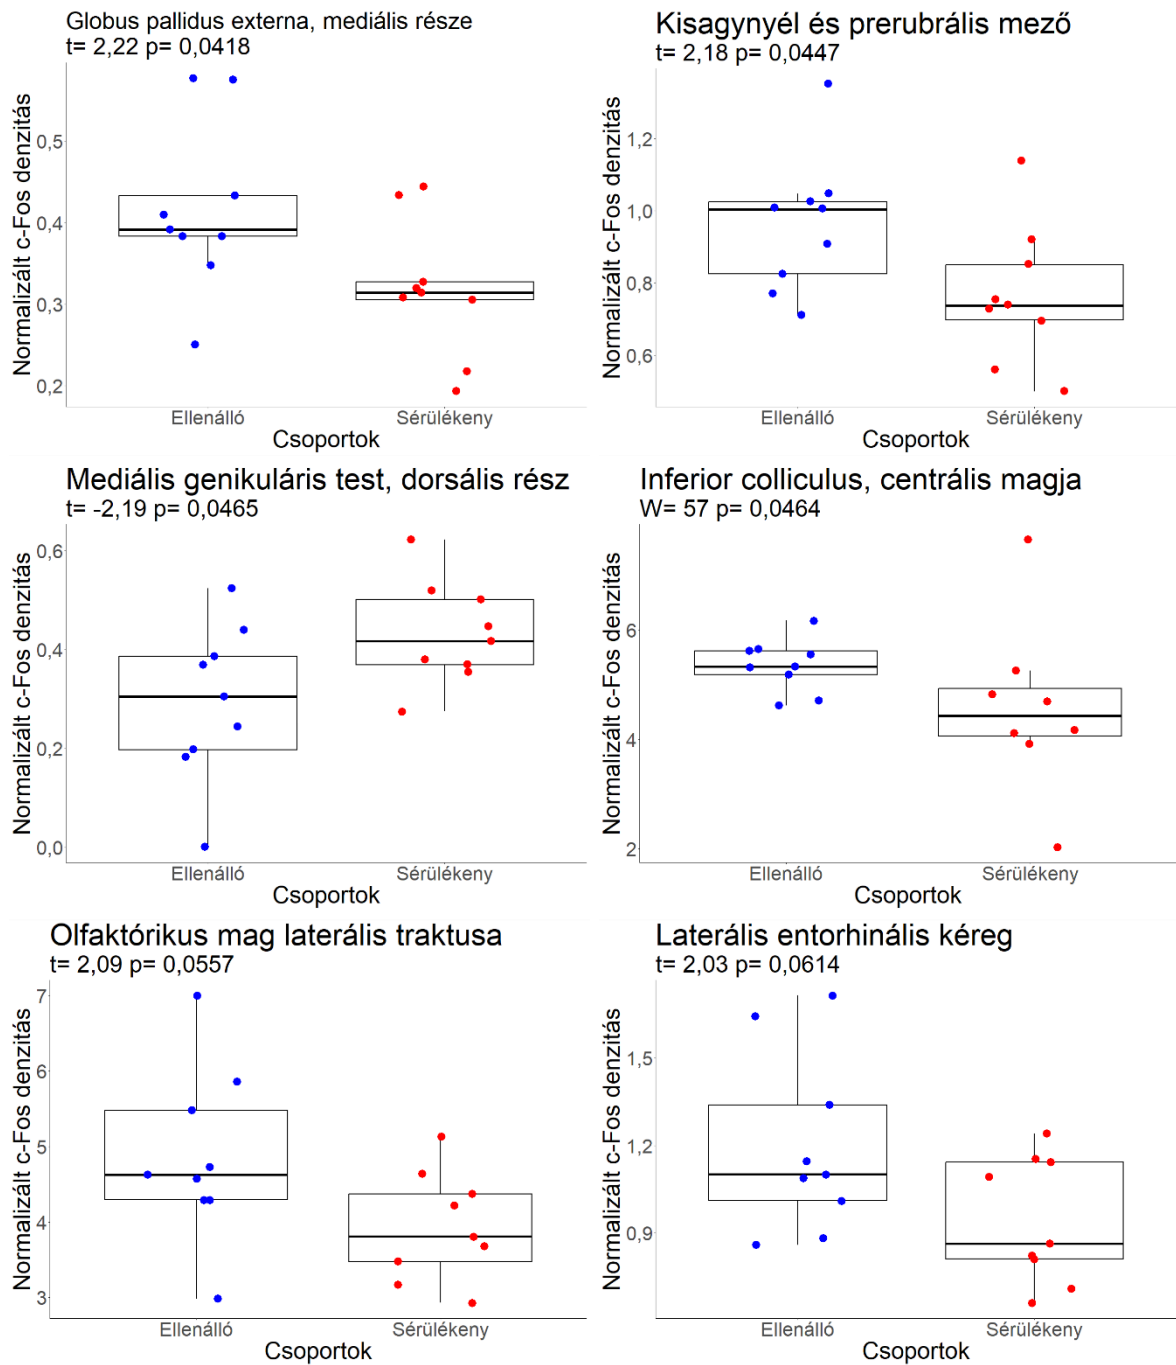 Globus pallidus externa, mediális része
t= 2,22 p= 0,0418
Normalizált c-Fos denzitás
0,5
0,4
0,3
0,2
Ellenálló
Sérülékeny
Csoportok
Kisagynyél és prerubrális mező
t= 2,18 p= 0,0447
Normalizált c-Fos denzitás
1,2
1,0
0,8
0,6
Ellenálló
Sérülékeny
Csoportok
Mediális genikuláris test, dorsális rész
t= -2,19 p= 0,0465
Normalizált c-Fos denzitás
0,6
0,4
0,2
0,0
Ellenálló
Sérülékeny
Csoportok
Inferior colliculus, centrális magja
W= 57 p= 0,0464
Normalizált c-Fos denzitás
6
4
2
Ellenálló
Sérülékeny
Csoportok
Olfaktórikus mag laterális traktusa
t= 2,09 p= 0,0557
Normalizált c-Fos denzitás
7
6
5
4
3
Ellenálló
Sérülékeny
Csoportok
Laterális entorhinális kéreg
t= 2,03 p= 0,0614
Normalizált c-Fos denzitás
1,5
1,2
0,9
Ellenálló
Sérülékeny
Csoportok